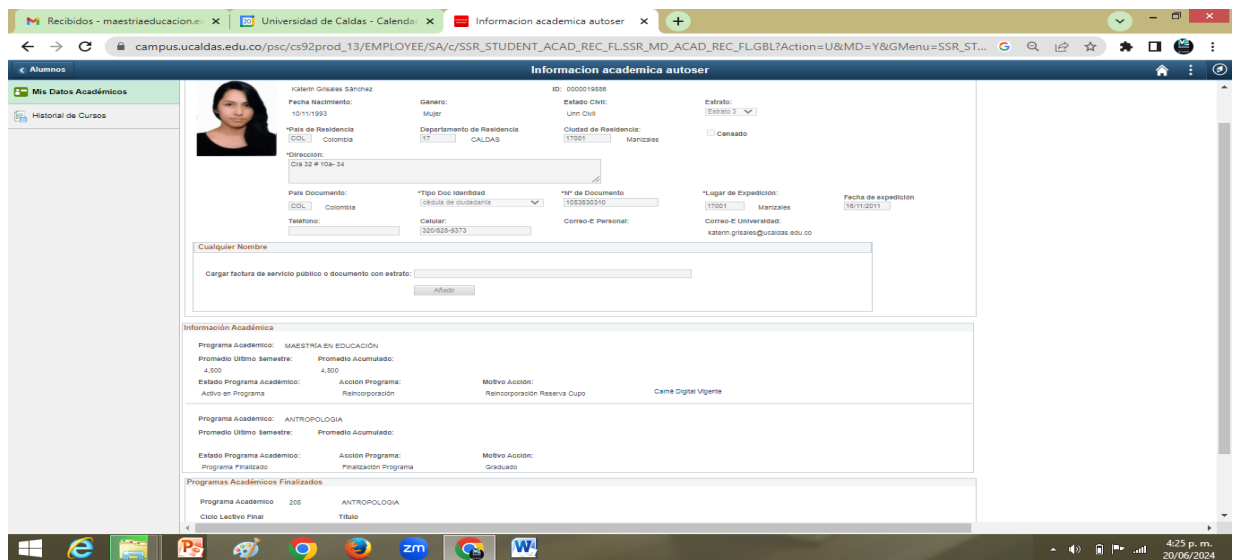 Recibidos - maestriaeducacion.e Universidad de Caldas - Calendar Informacion academica autoser
campus.ucaldas.edu.co/psc/cs92prod_13/EMPLOYEE/SA/c/SSR_STUDENT_ACAD_REC_FL.SSR_MD_ACAD_REC_FL.GBL?Action=U&MD=Y&GMenu=SSR_ST...
Alumnos Informacion academica autoser
Mis Datos Académicos
Historial de Cursos
Katerin Grisales Sánchez ID: 0000019886
Fecha Nacimiento: Género: Estado Civil: Estrato:
10/11/1993 Mujer Unn Civil Estrato 3
*País de Residencia Departamento de Residencia Ciudad de Residencia: Censado
COL Colombia 17 CALDAS 17001 Manizales
*Dirección:
Cra 32 # 10a- 34
País Documento: *Tipo Doc Identidad *Nº de Documento *Lugar de Expedición: Fecha de expedición
COL Colombia cédula de ciudadanía 1053830310 17001 Manizales 16/11/2011
Teléfono: Celular: Correo-E Personal: Correo-E Universidad:
320/628-9373 katerin.grisales@ucaldas.edu.co
Cualquier Nombre
Cargar factura de servicio público o documento con estrato:
Añadir
Información Académica
Programa Académico: MAESTRÍA EN EDUCACIÓN
Promedio Último Semestre: Promedio Acumulado:
4,500 4,500
Estado Programa Académico: Acción Programa: Motivo Acción:
Activo en Programa Reincorporación Reincorporación Reserva Cupo Carné Digital Vigente
Programa Académico: ANTROPOLOGIA
Promedio Último Semestre: Promedio Acumulado:
Estado Programa Académico: Acción Programa: Motivo Acción:
Programa Finalizado Finalización Programa Graduado
Programas Académicos Finalizados
Programa Académico 205 ANTROPOLOGIA
Ciclo Lectivo Final Título
4:25 p. m.
20/06/2024